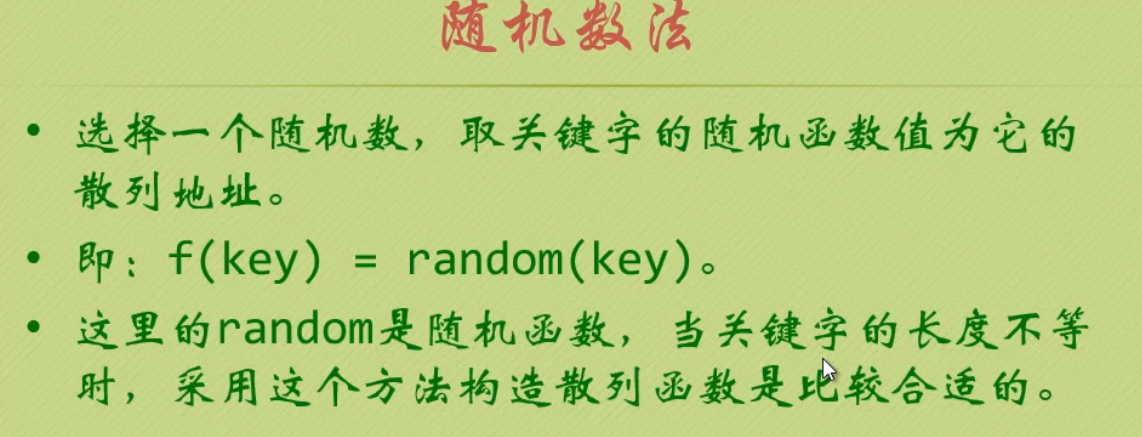 随机数法
• 选择一个随机数，取关键字的随机函数值为它的
散列地址。
• 即：f(key) = random(key)。
• 这里的random是随机函数，当关键字的长度不等
时，采用这个方法构造散列函数是比较合适的。